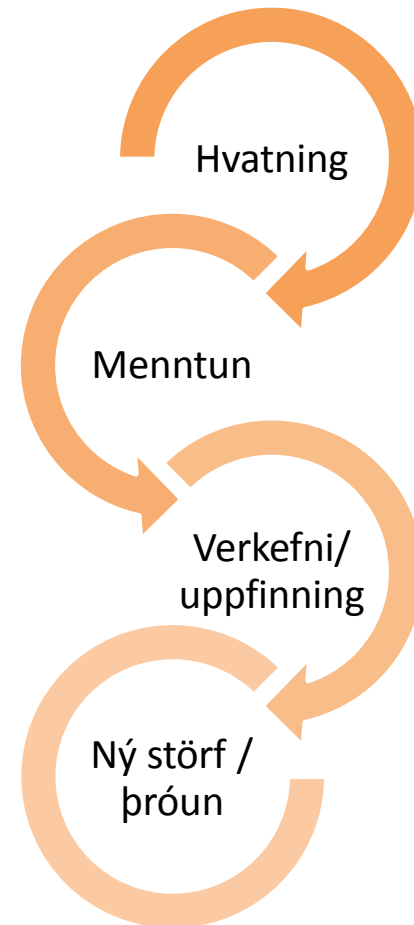 Hvatning
Menntun
Verkefni/
uppfinning
Ný störf /
þróun